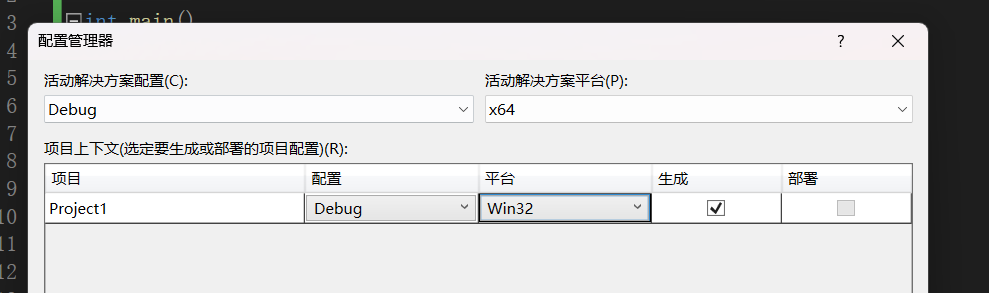 3 int main()
4 配置管理器 ?
5 活动解决方案配置(C): 活动解决方案平台(P):
6 Debug x64
7
8 项目上下文(选定要生成或部署的项目配置)(R):
9 项目 配置 平台 生成 部署
10 Project1 Debug Win32
11
12